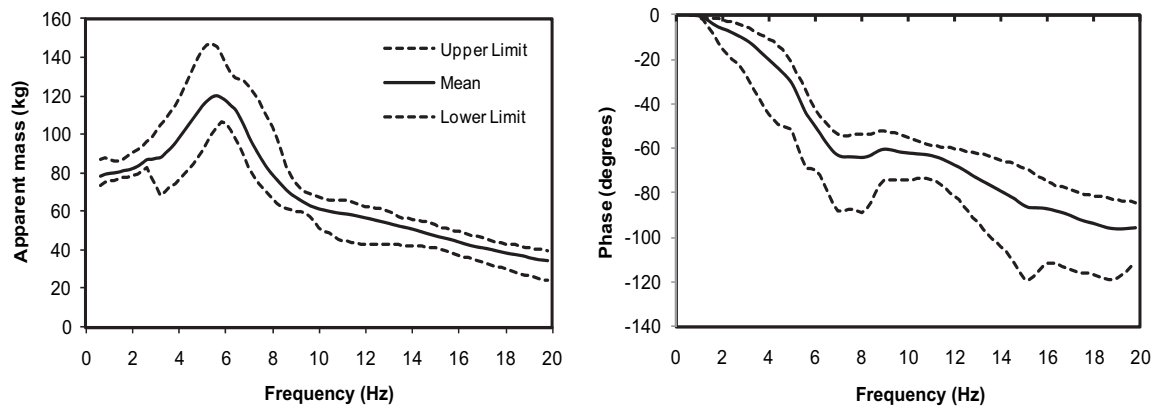 160
140
120
100
80
60
40
20
0
Apparent mass (kg)
Upper Limit
Mean
Lower Limit
0 2 4 6 8 10 12 14 16 18 20
Frequency (Hz)
0
-20
-40
-60
-80
-100
-120
-140
Phase (degrees)
0 2 4 6 8 10 12 14 16 18 20
Frequency (Hz)